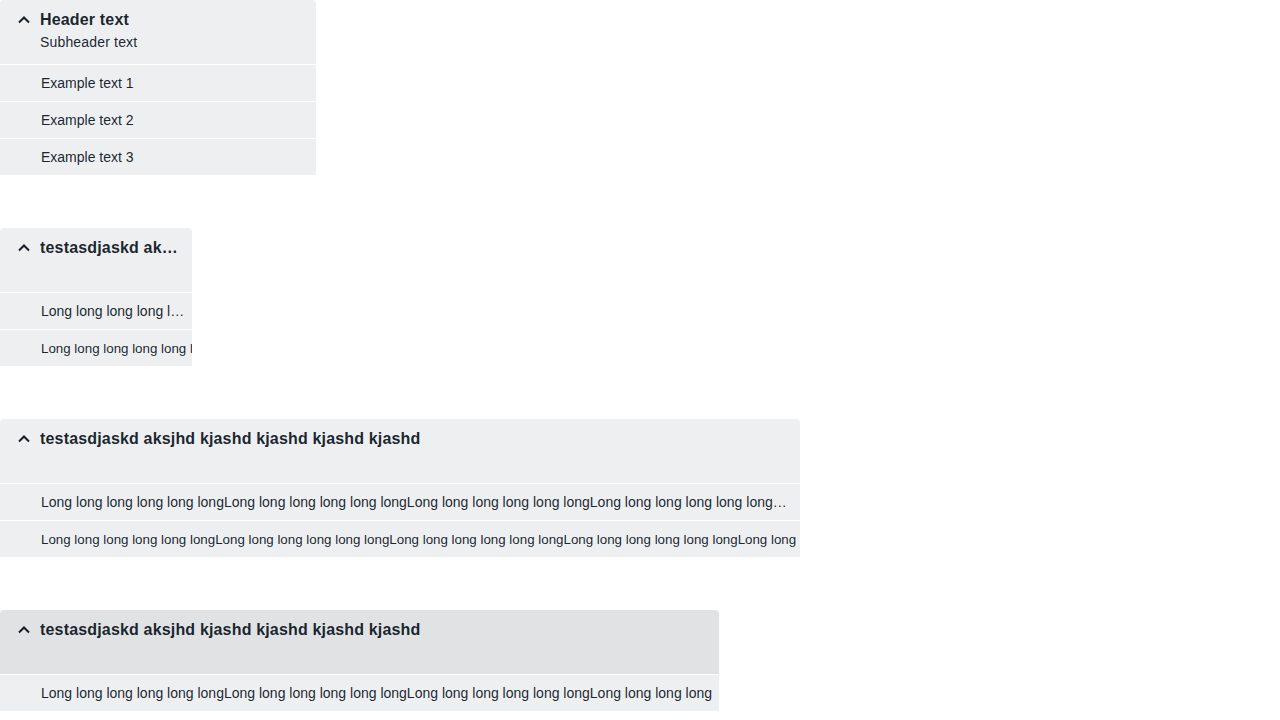 Header text
Subheader text
Example text 1
Example text 2
Example text 3
testasdjaskd ak…
Long long long long l…
Long long long long long
testasdjaskd aksjhd kjashd kjashd kjashd kjashd
Long long long long long longLong long long long long longLong long long long long longLong long long long long long…
Long long long long long longLong long long long long longLong long long long long longLong long long long long longLong long
testasdjaskd aksjhd kjashd kjashd kjashd kjashd
Long long long long long longLong long long long long longLong long long long long longLong long long long